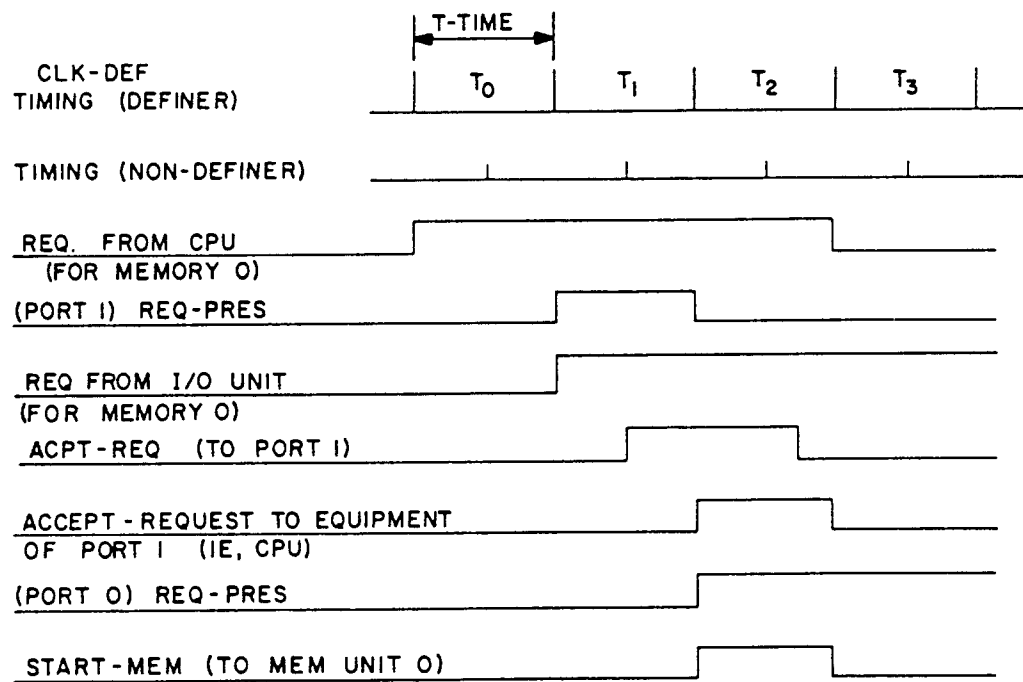 T-TIME
CLK-DEF
TIMING (DEFINER)
T0 T1 T2 T3
TIMING (NON-DEFINER)
REQ. FROM CPU
(FOR MEMORY 0)
(PORT 1) REQ-PRES
REQ FROM I/O UNIT
(FOR MEMORY 0)
ACPT-REQ (TO PORT 1)
ACCEPT-REQUEST TO EQUIPMENT
OF PORT 1 (IE, CPU)
(PORT 0) REQ-PRES
START-MEM (TO MEM UNIT 0)